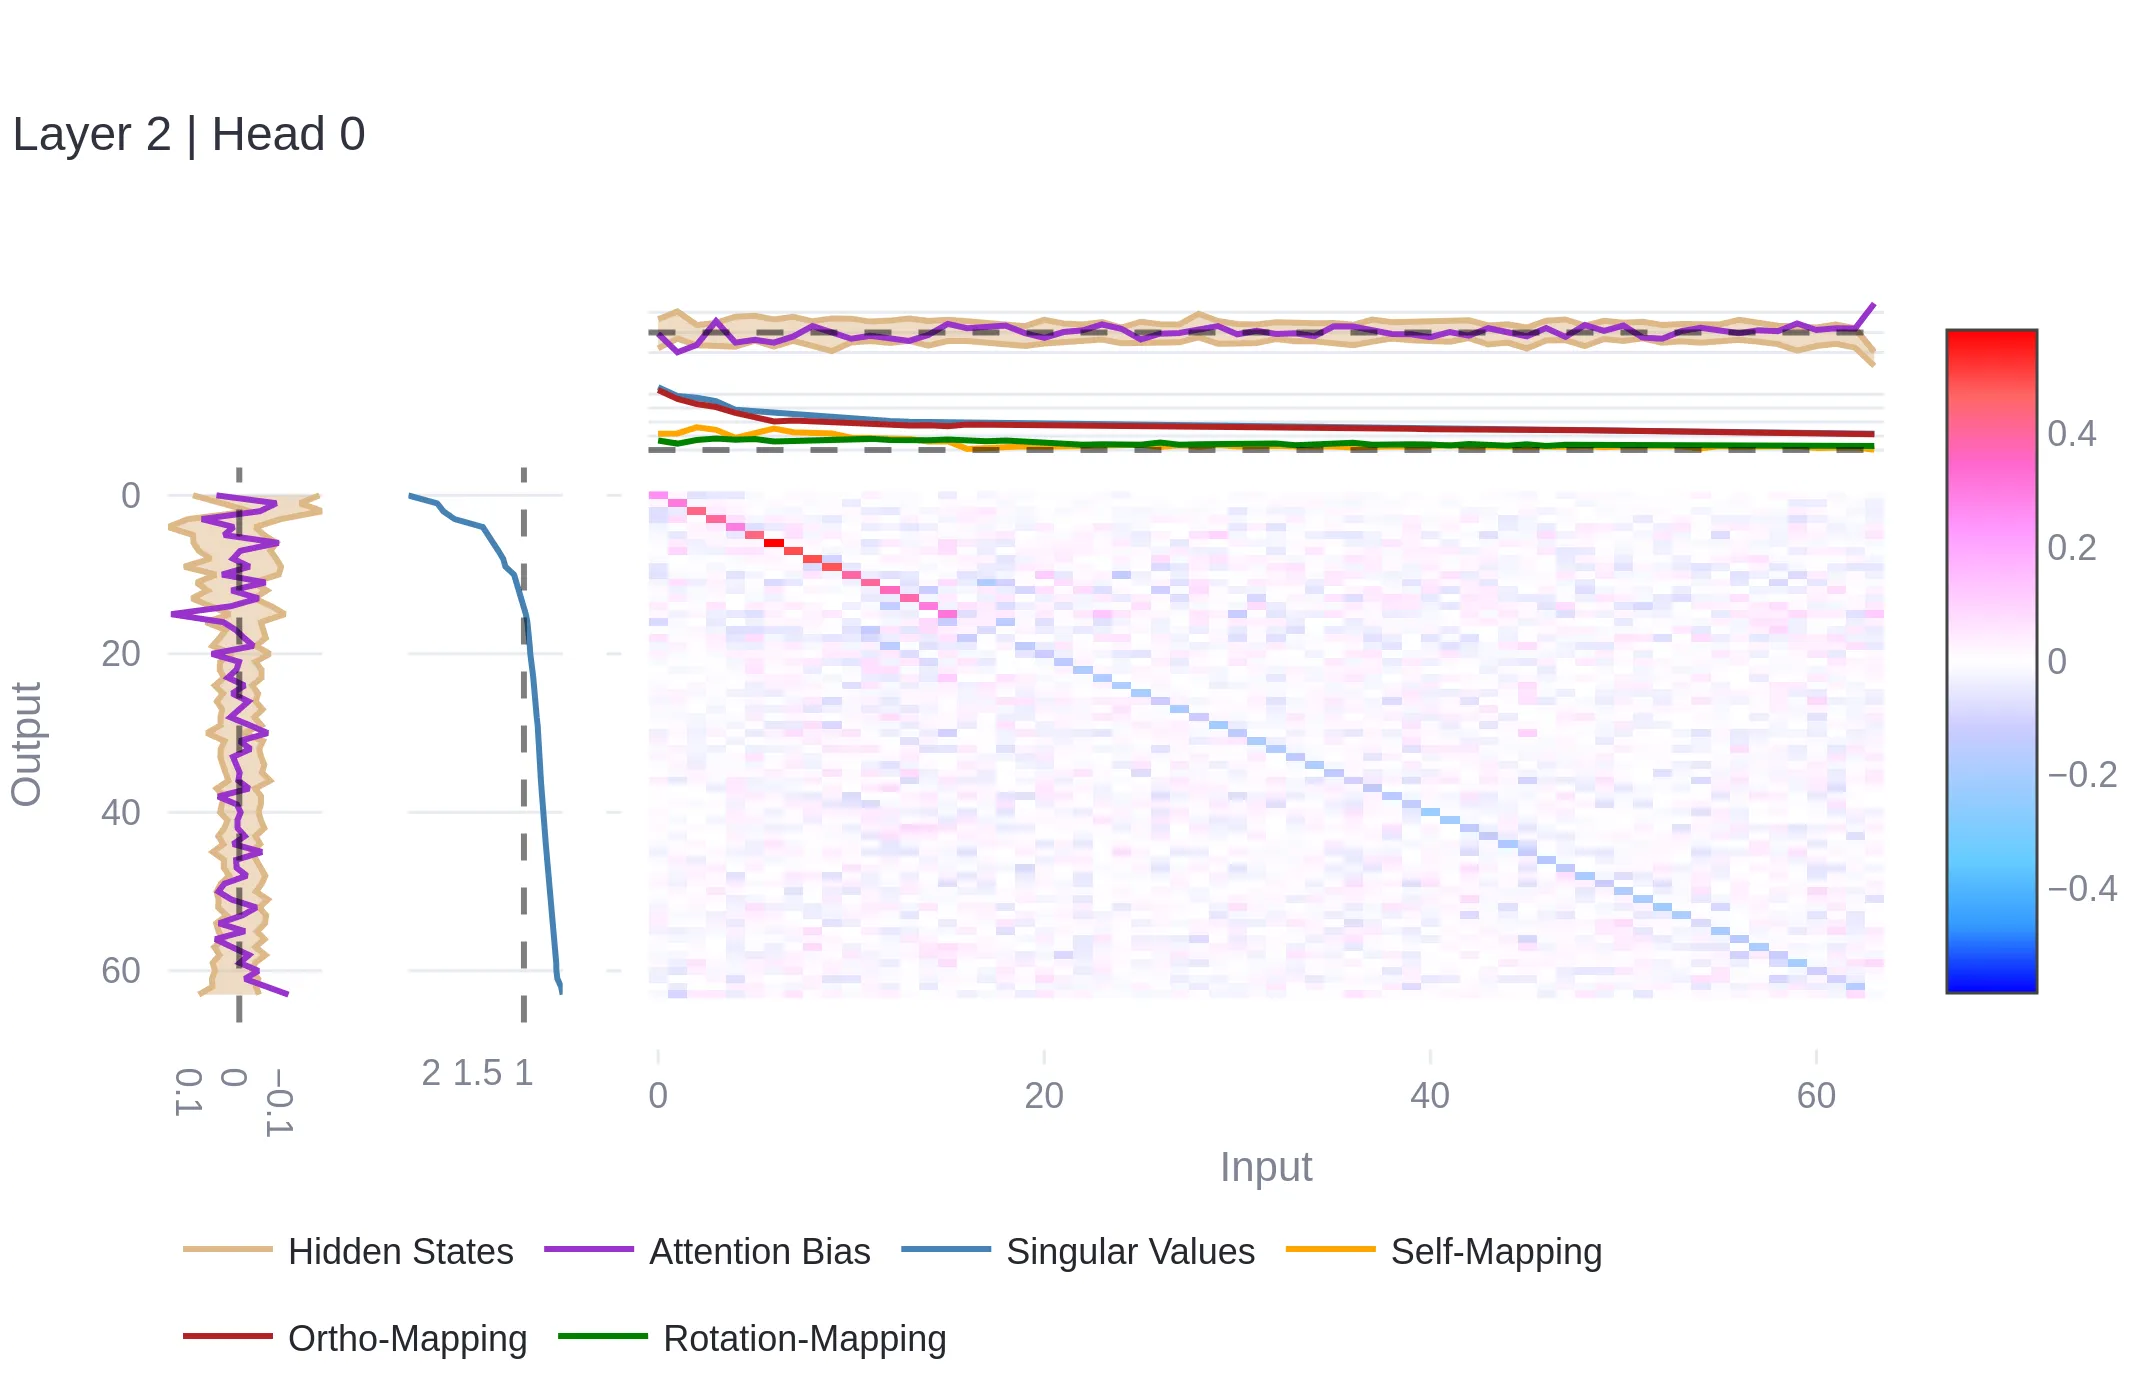 Layer 2 | Head 0
0
20
40
60
Output
0.1
0
−0.1
2 1.5 1
0
20
40
60
Input
0.4
0.2
0
−0.2
−0.4
Hidden States
Attention Bias
Singular Values
Self-Mapping
Ortho-Mapping
Rotation-Mapping